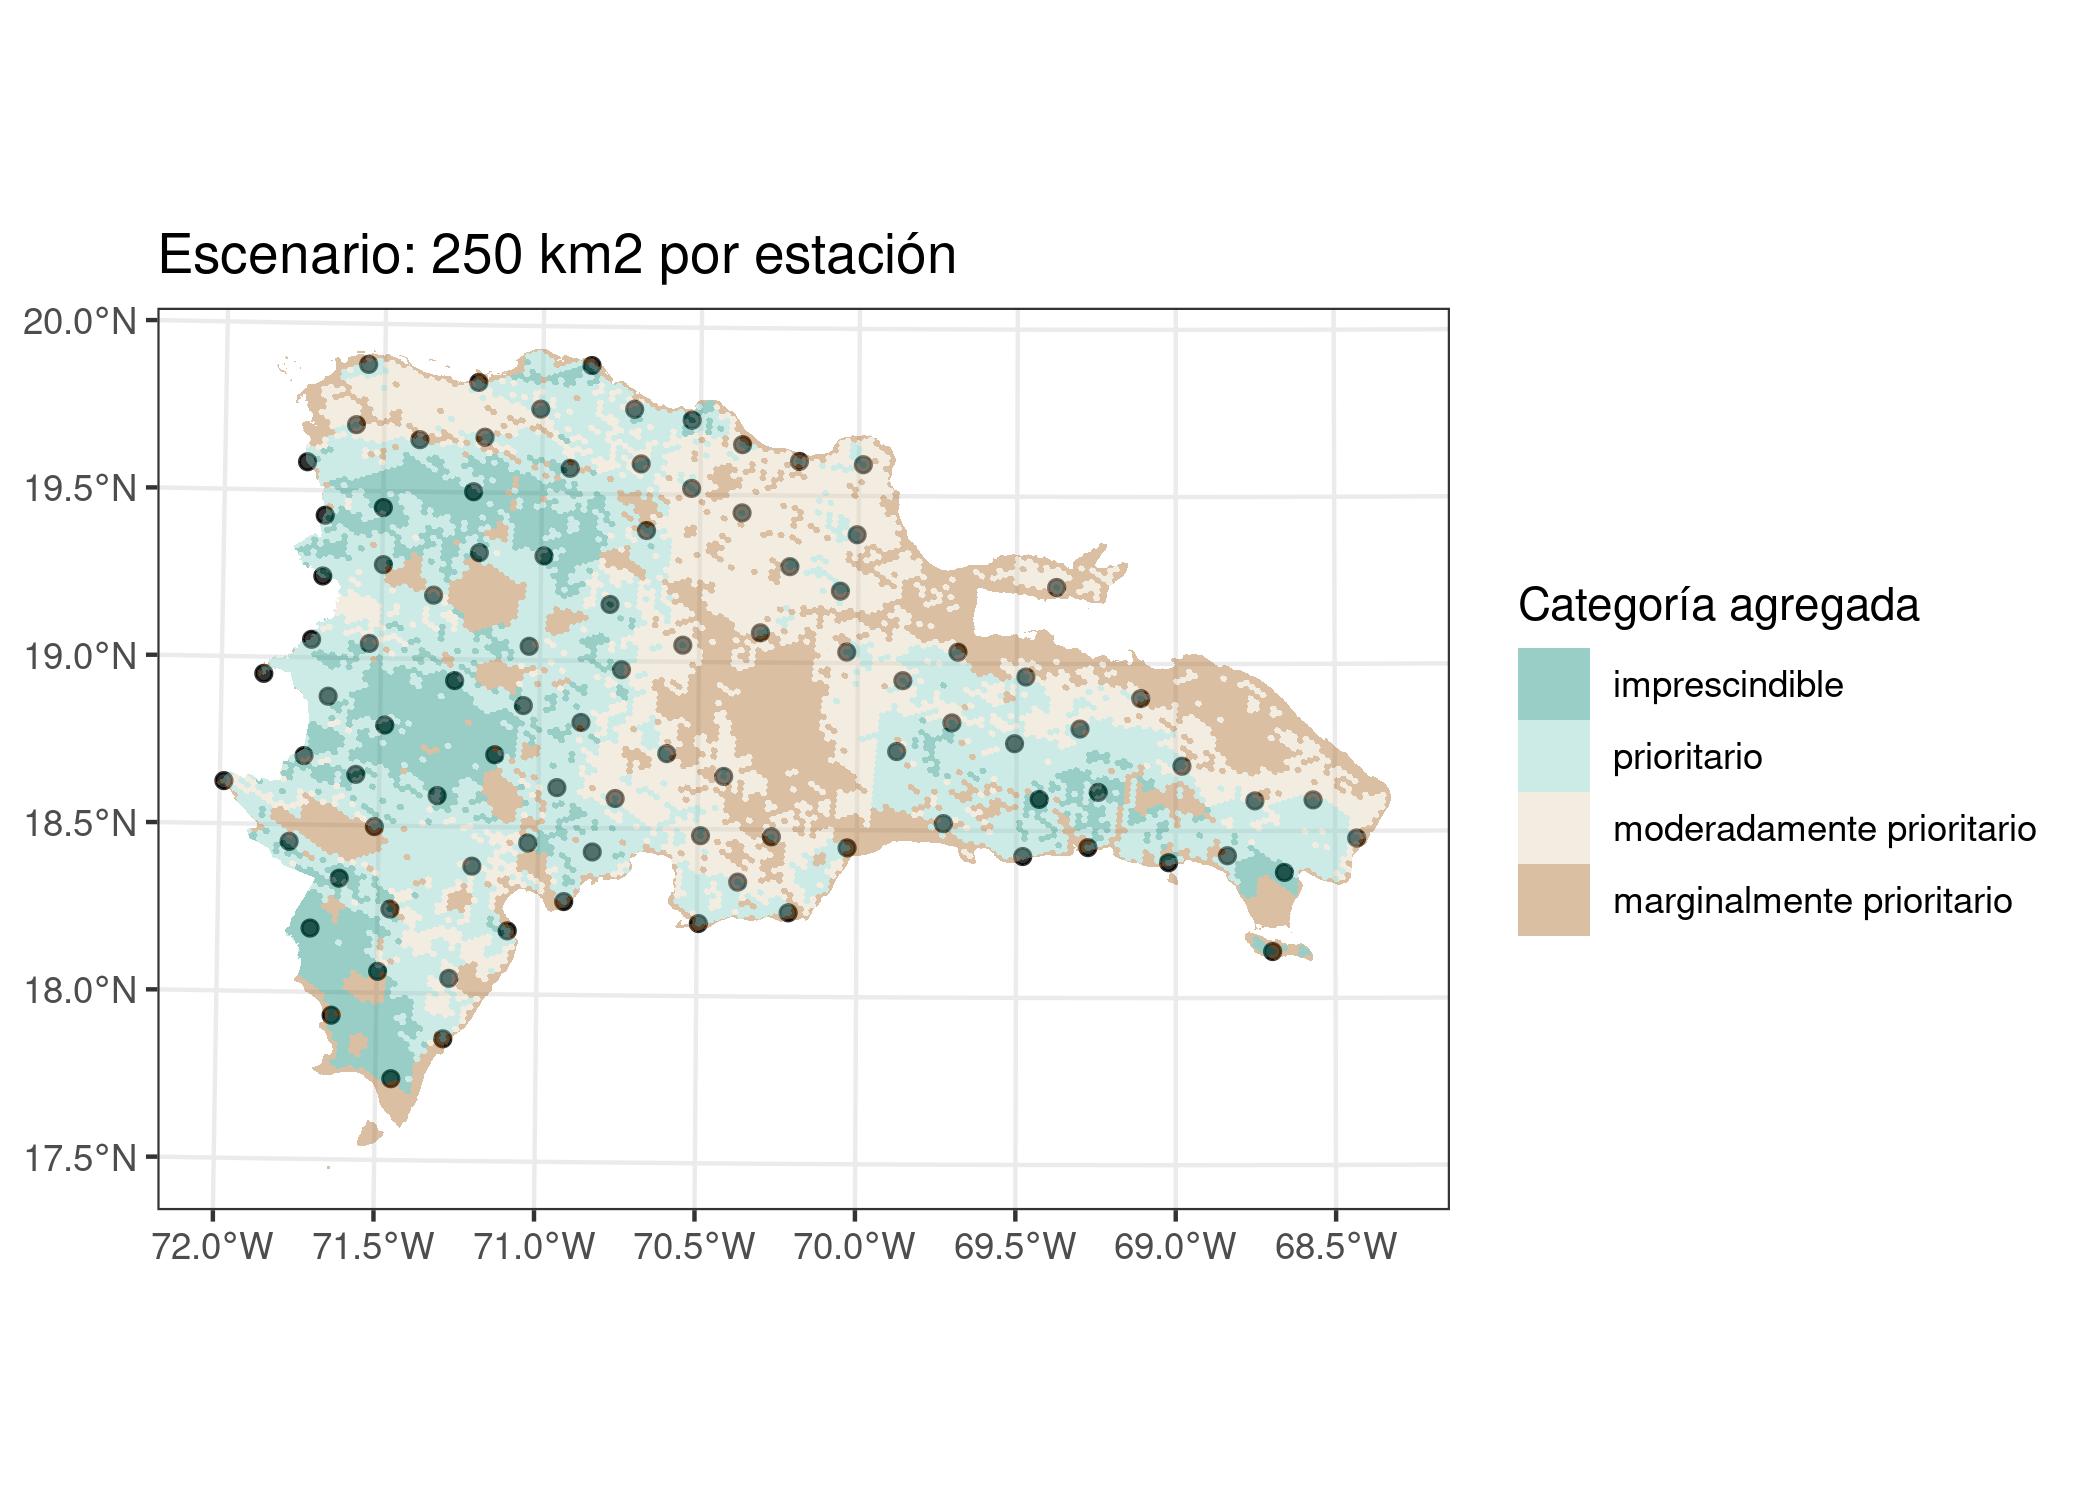 Escenario: 250 km2 por estación
20.0°N
19.5°N
19.0°N
18.5°N
18.0°N
17.5°N
72.0°W 71.5°W 71.0°W 70.5°W 70.0°W 69.5°W 69.0°W 68.5°W
Categoría agregada
imprescindible
prioritario
moderadamente prioritario
marginalmente prioritario